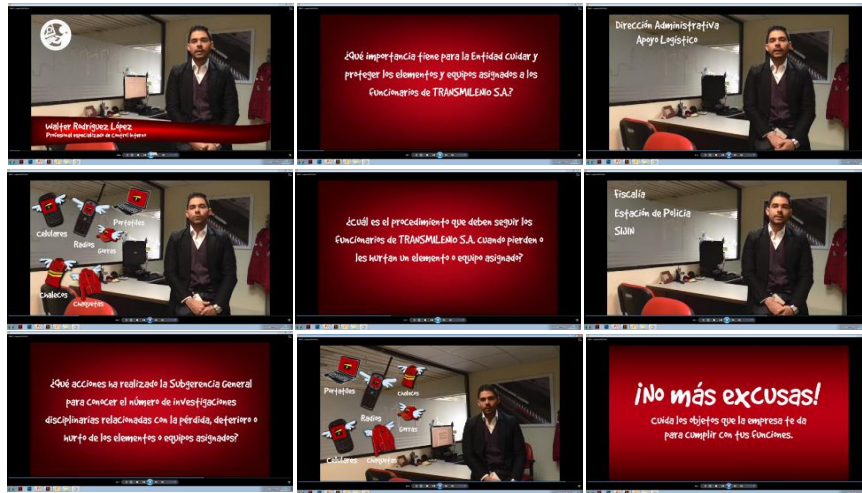 Walter Rodríguez López
Profesional especializado de Control Interno
¿Qué importancia tiene para la Entidad cuidar y
proteger los elementos y equipos asignados a los
funcionarios de TRANSMILENIO S.A.?
Dirección Administrativa
Apoyo Logístico
Celulares
Radios
Portatiles
Gorras
Chalecos
Chaquetas
¿Cuál es el procedimiento que deben seguir los
funcionarios de TRANSMILENIO S.A. cuando pierden o
les hurtan un elemento o equipo asignado?
Fiscalía
Estación de Policia
SIJIN
¿Qué acciones ha realizado la Subgerencia General
para conocer el número de investigaciones
disciplinarias relacionadas con la pérdida, deterioro o
hurto de los elementos o equipos asignados?
Portatiles
Radios
Chalecos
Gorras
Celulares
Chaquetas
¡No más excusas!
Cuida los objetos que la empresa te da
para cumplir con tus funciones.